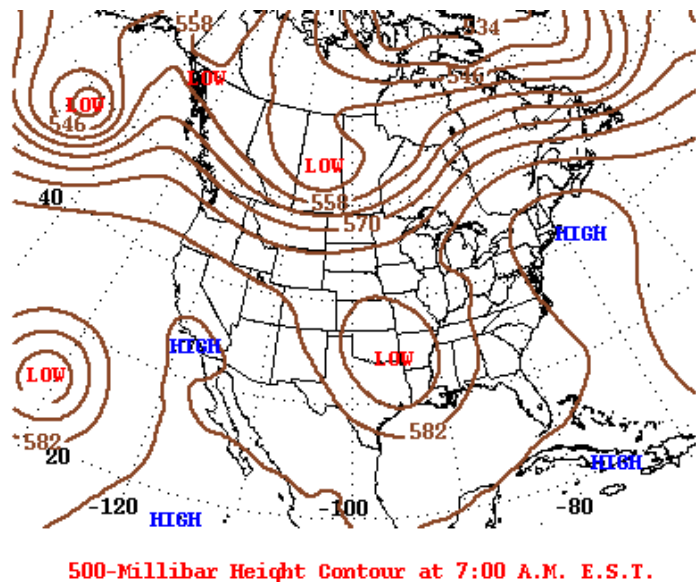 558
534
LOW
546
LOW
546
LOW
40
558
570
HIGH
HIGH
LOW
LOW
582
582
20
HIGH
-120
-100
-80
HIGH
500-Millibar Height Contour at 7:00 A.M. E.S.T.